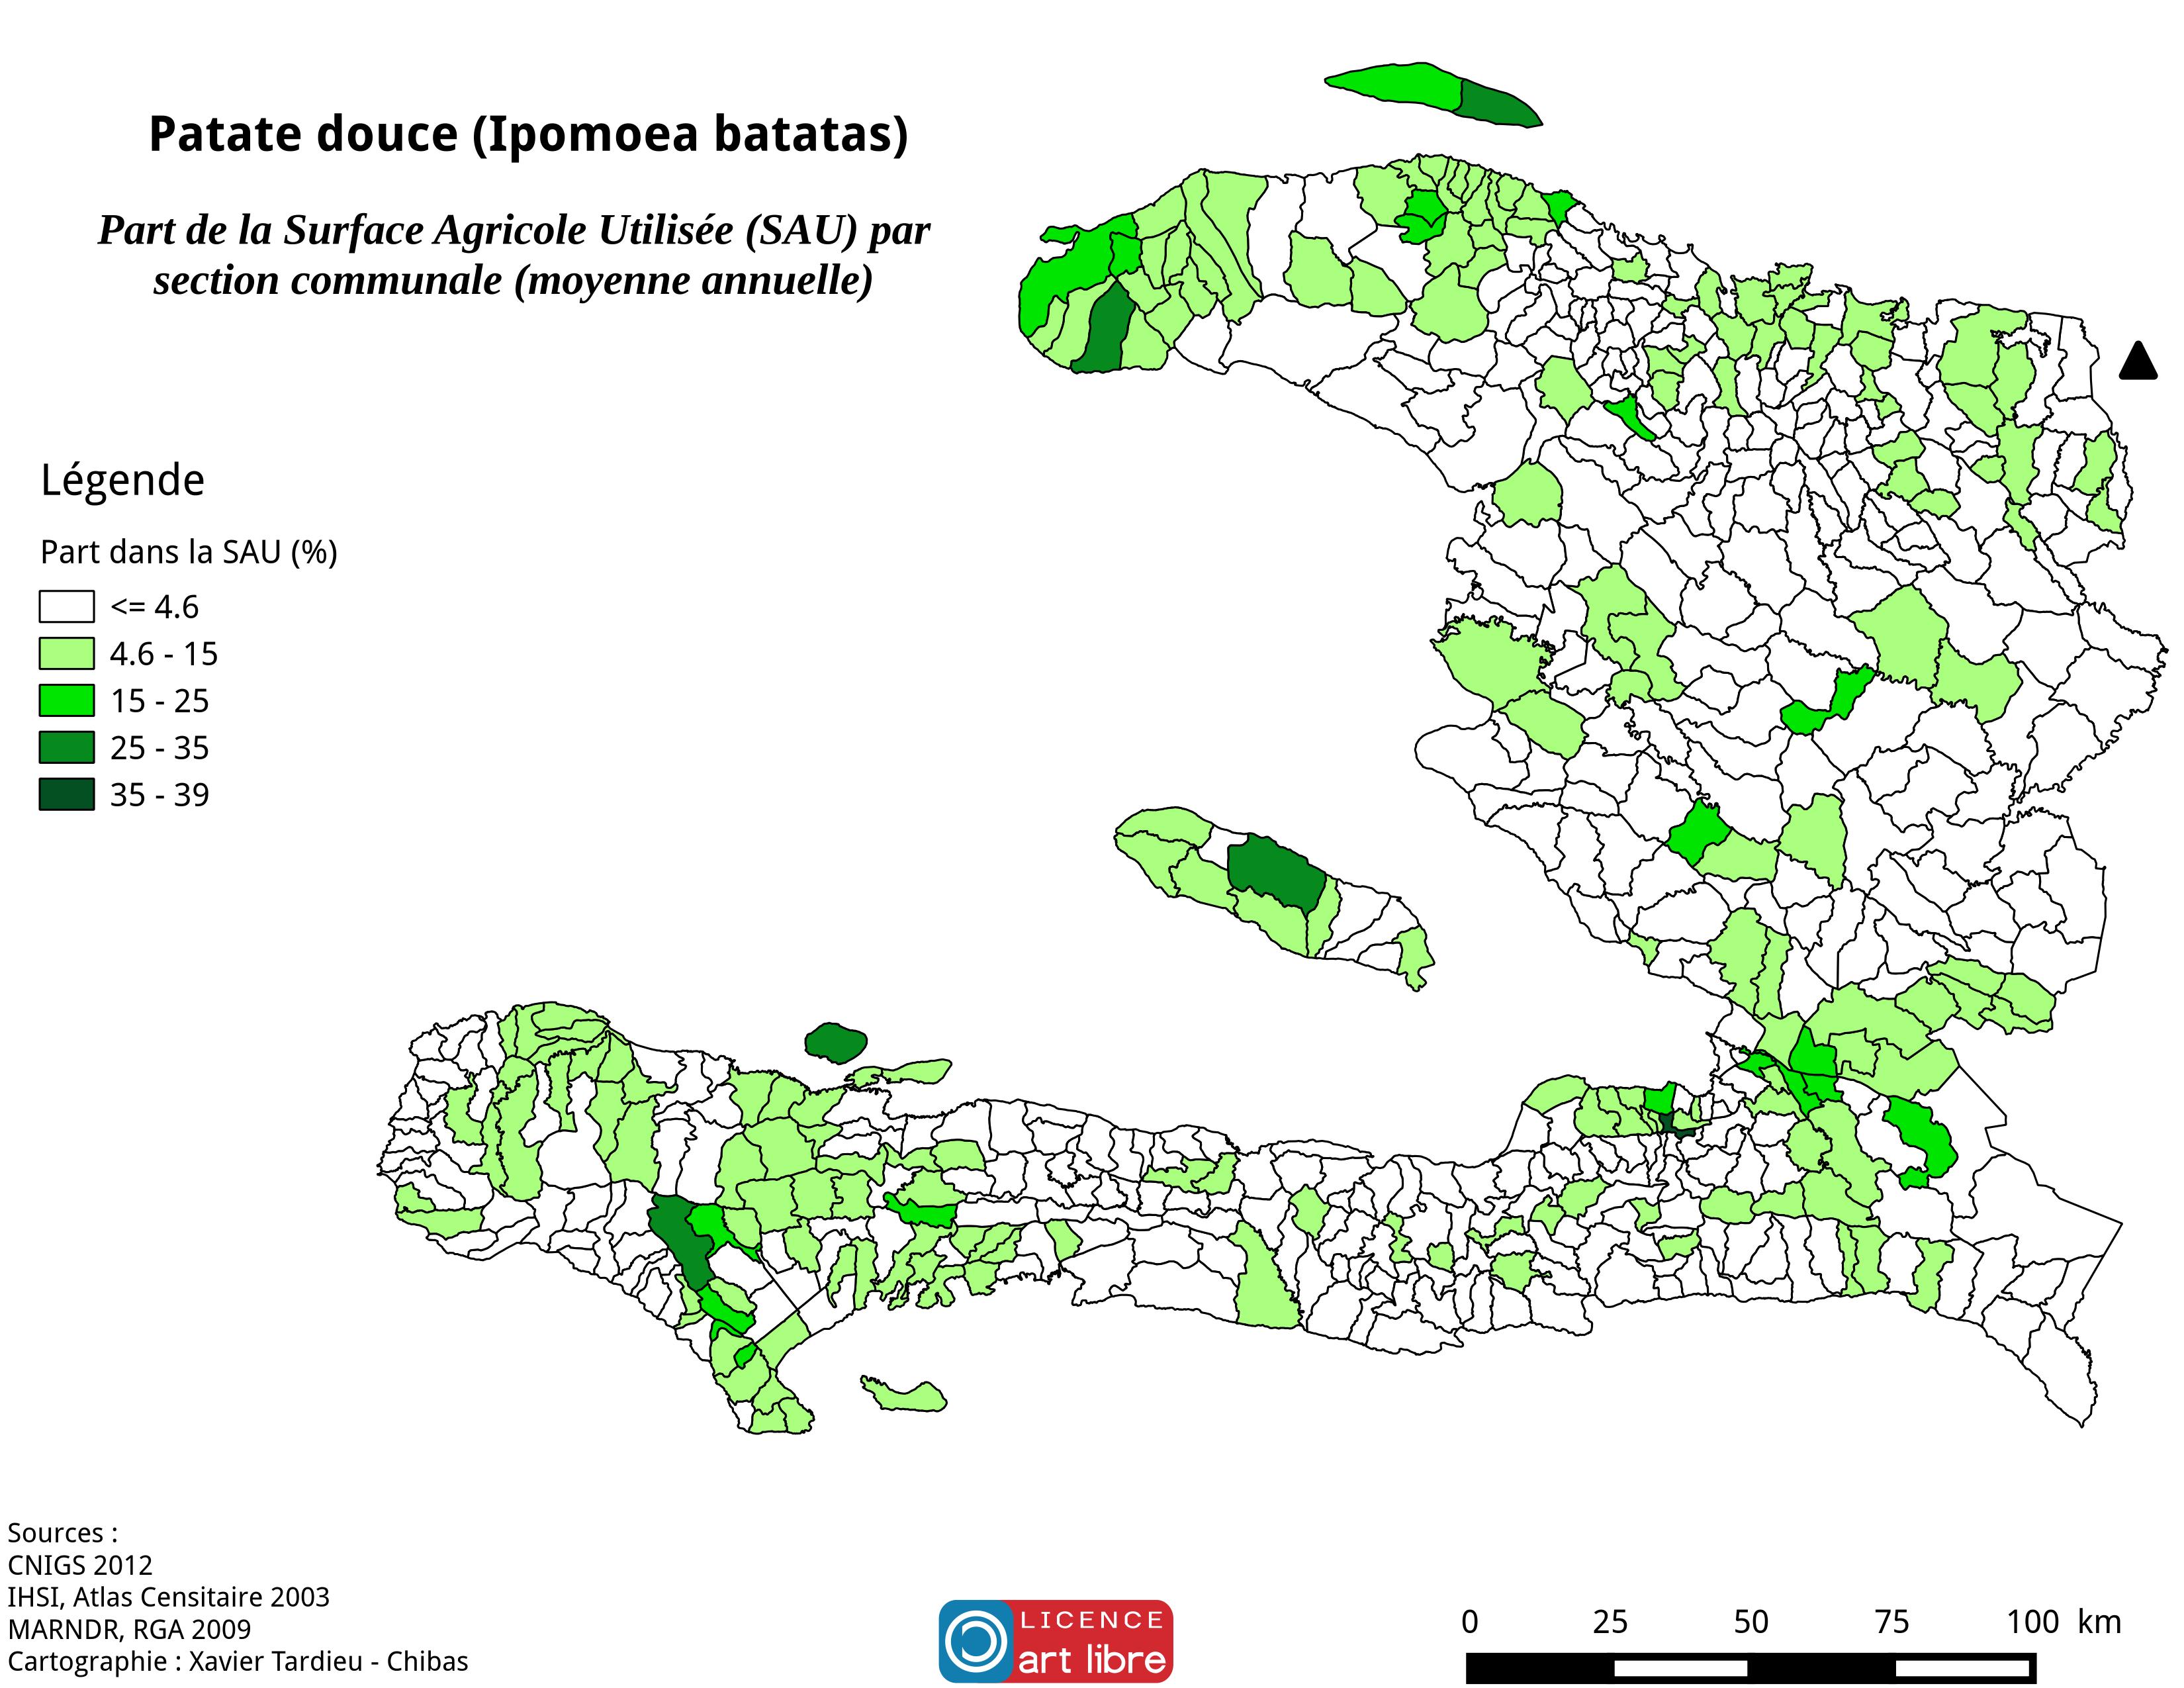 Patate douce (Ipomoea batatas)
Part de la Surface Agricole Utilisée (SAU) par
section communale (moyenne annuelle)
Légende
Part dans la SAU (%)
<= 4.6
4.6 - 15
15 - 25
25 - 35
35 - 39
Sources :
CNIGS 2012
IHSI, Atlas Censitaire 2003
MARNDR, RGA 2009
Cartographie : Xavier Tardieu - Chibas
LICENCE
art libre
0 25 50 75 100 km